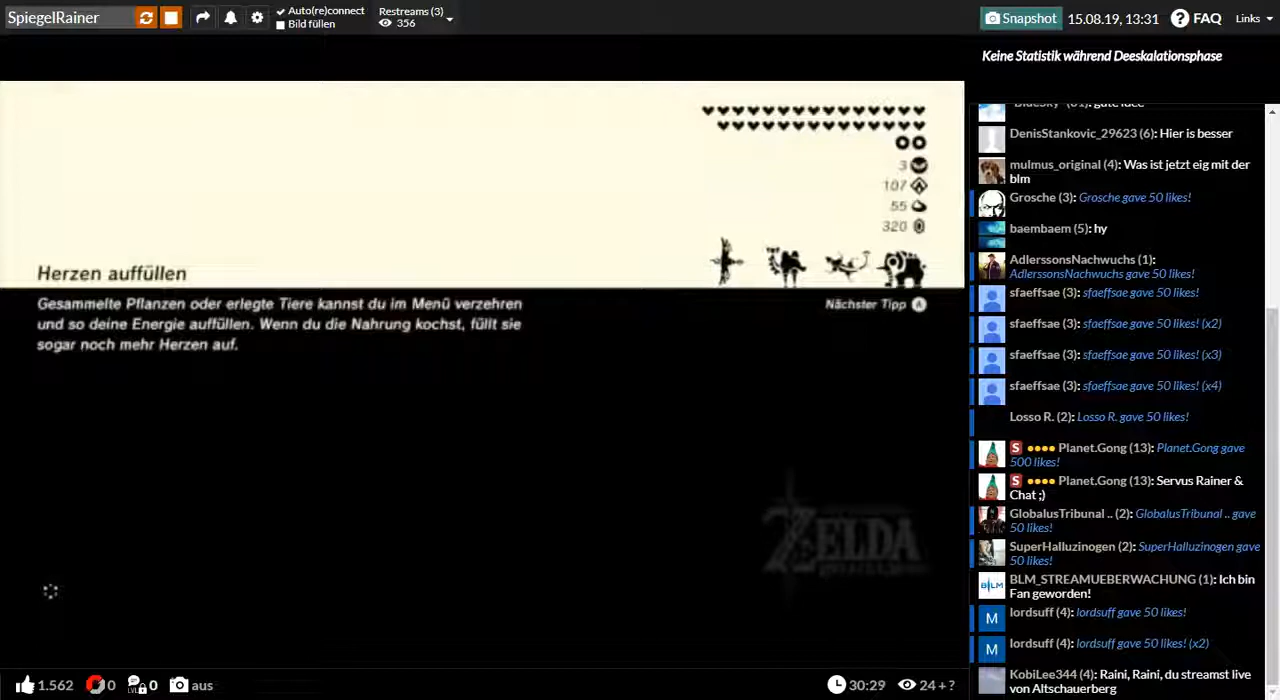 SpiegelRainer
Auto(re)connect
Bild füllen
Restreams (3)
356
Snapshot
15.08.19, 13:31
FAQ
Links
Keine Statistik während Deeskalationsphase
3
107
55
320
Herzen auffüllen
Gesammelte Pflanzen oder erlegte Tiere kannst du im Menü verzehren
und so deine Energie auffüllen. Wenn du die Nahrung kochst, füllt sie
sogar noch mehr Herzen auf.
Nächster Tipp A
ZELDA
DenisStankovic_29623 (6): Hier is besser
mulmus_original (4): Was ist jetzt eig mit der
blm
Grosche (3): Grosche gave 50 likes!
baembaem (5): hy
AdlerssonsNachwuchs (1):
AdlerssonsNachwuchs gave 50 likes!
sfaeffsae (3): sfaeffsae gave 50 likes!
sfaeffsae (3): sfaeffsae gave 50 likes! (x2)
sfaeffsae (3): sfaeffsae gave 50 likes! (x3)
sfaeffsae (3): sfaeffsae gave 50 likes! (x4)
Losso R. (2): Losso R. gave 50 likes!
S Planet.Gong (13): Planet.Gong gave
500 likes!
S Planet.Gong (13): Servus Rainer &
Chat ;)
GlobalusTribunal .. (2): GlobalusTribunal .. gave
50 likes!
SuperHalluzinogen (2): SuperHalluzinogen gave
50 likes!
BLM
BLM_STREAMUEBERWACHUNG (1): Ich bin
Fan geworden!
M
lordsuff (4): lordsuff gave 50 likes!
M
lordsuff (4): lordsuff gave 50 likes! (x2)
KobiLee344 (4): Raini, Raini, du streamst live
von Altschauerberg
1.562
0
LVL
0
aus
30:29
24+?